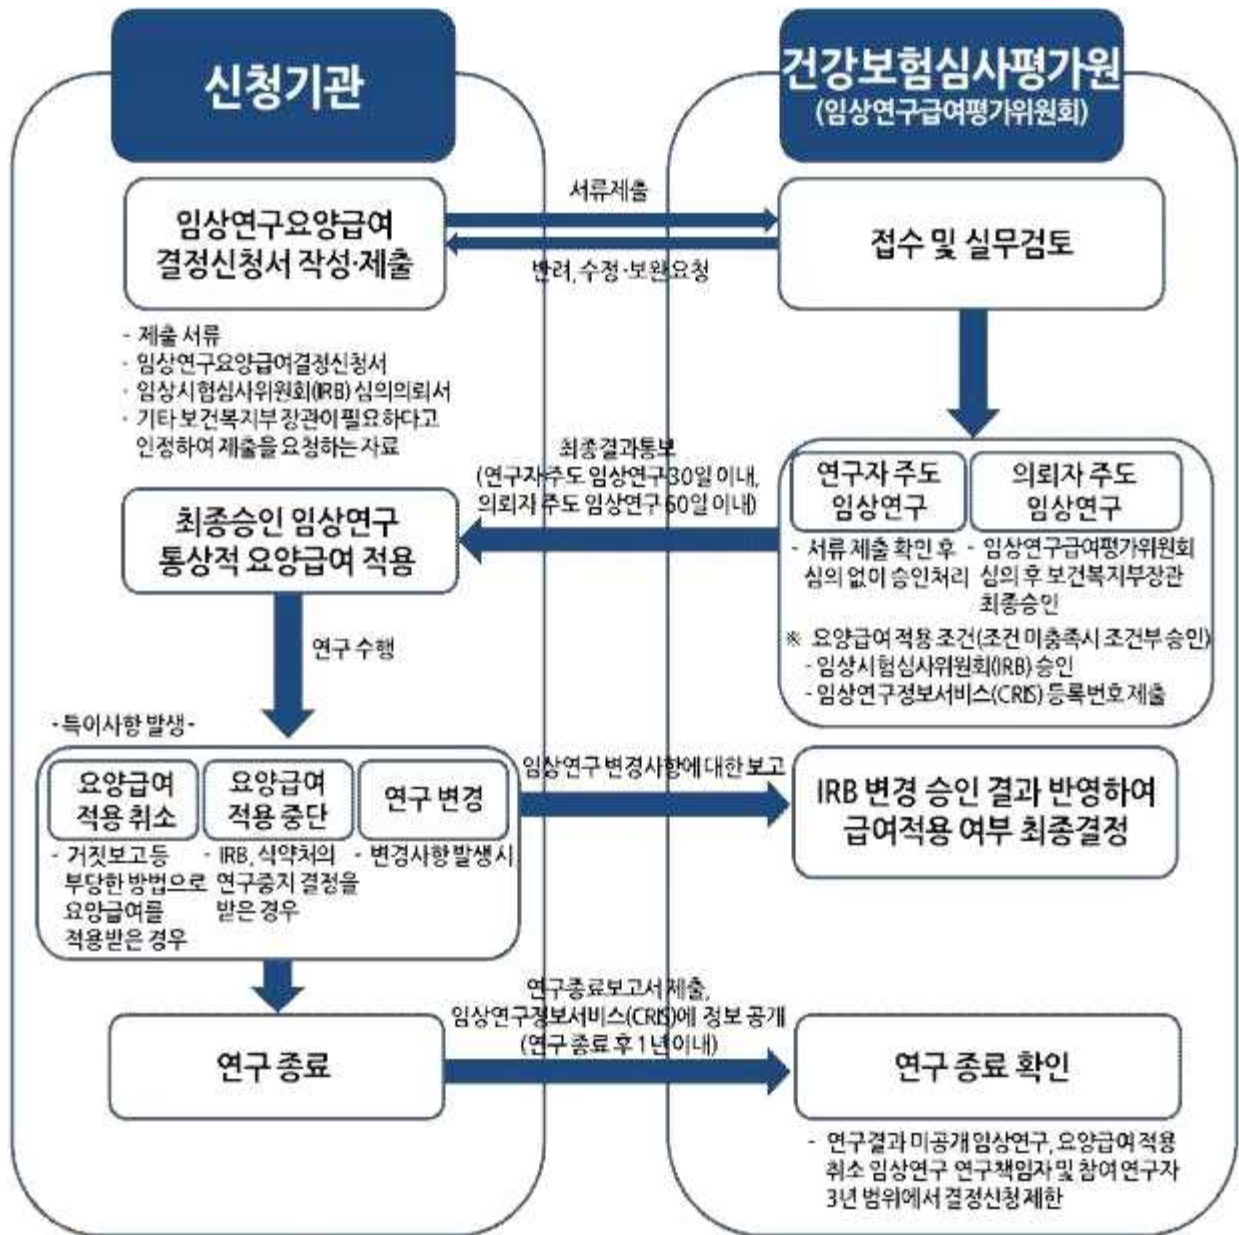 신청기관
건강보험심사평가원
(임상연구급여평가위원회)
임상연구요양급여
결정신청서 작성·제출
서류제출
반려, 수정·보완요청
접수 및 실무검토
- 제출 서류
· 임상연구요양급여결정신청서
· 임상시험심사위원회(IRB) 심의의뢰서
· 기타 보건복지부 장관이 필요하다고
인정하여 제출을 요청하는 자료
최종결과통보
(연구자주도 임상연구30일 이내,
의뢰자 주도 임상연구 60일 이내)
연구자 주도
임상연구
- 서류 제출 확인 후
심의 없이 승인처리
의뢰자 주도
임상연구
- 임상연구급여평가위원회
심의 후 보건복지부장관
최종승인
※ 요양급여 적용 조건(조건 미충족시 조건부 승인)
- 임상시험심사위원회(IRB) 승인
- 임상연구정보서비스(CRIS) 등록번호 제출
최종승인 임상연구
통상적 요양급여 적용
연구 수행
-특이사항 발생-
요양급여
적용 취소
- 거짓보고등
부당한 방법으로
요양급여를
적용받은 경우
요양급여
적용 중단
- IRB, 식약처의
연구중지 결정을
받은 경우
연구 변경
- 변경사항 발생 시
임상연구 변경사항에 대한 보고
IRB 변경 승인 결과 반영하여
급여적용 여부 최종결정
연구 종료
연구종료보고서 제출,
임상연구정보서비스(CRIS)에 정보 공개
(연구 종료 후 1년 이내)
연구 종료 확인
- 연구결과 미공개 임상연구, 요양급여 적용
취소 임상연구 연구책임자 및 참여 연구자
3년 범위에서 결정신청 제한